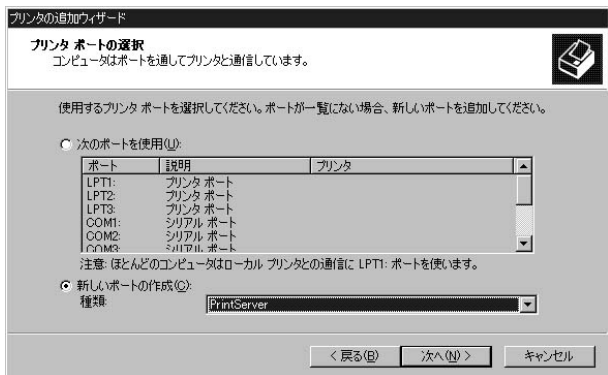 プリンタの追加ウィザード
プリンタ ポートの選択
コンピュータはポートを通してプリンタと通信しています。
使用するプリンタ ポートを選択してください。ポートが一覧にない場合、新しいポートを追加してください。
次のポートを使用(U):
ポート 説明 プリンタ
LPT1: プリンタ ポート
LPT2: プリンタ ポート
LPT3: プリンタ ポート
COM1: シリアル ポート
COM2: シリアル ポート
COM3: シリアル ポート
注意: ほとんどのコンピュータはローカル プリンタとの通信に LPT1: ポートを使います。
新しいポートの作成(C):
種類: PrintServer
< 戻る(B) 次へ(N) > キャンセル